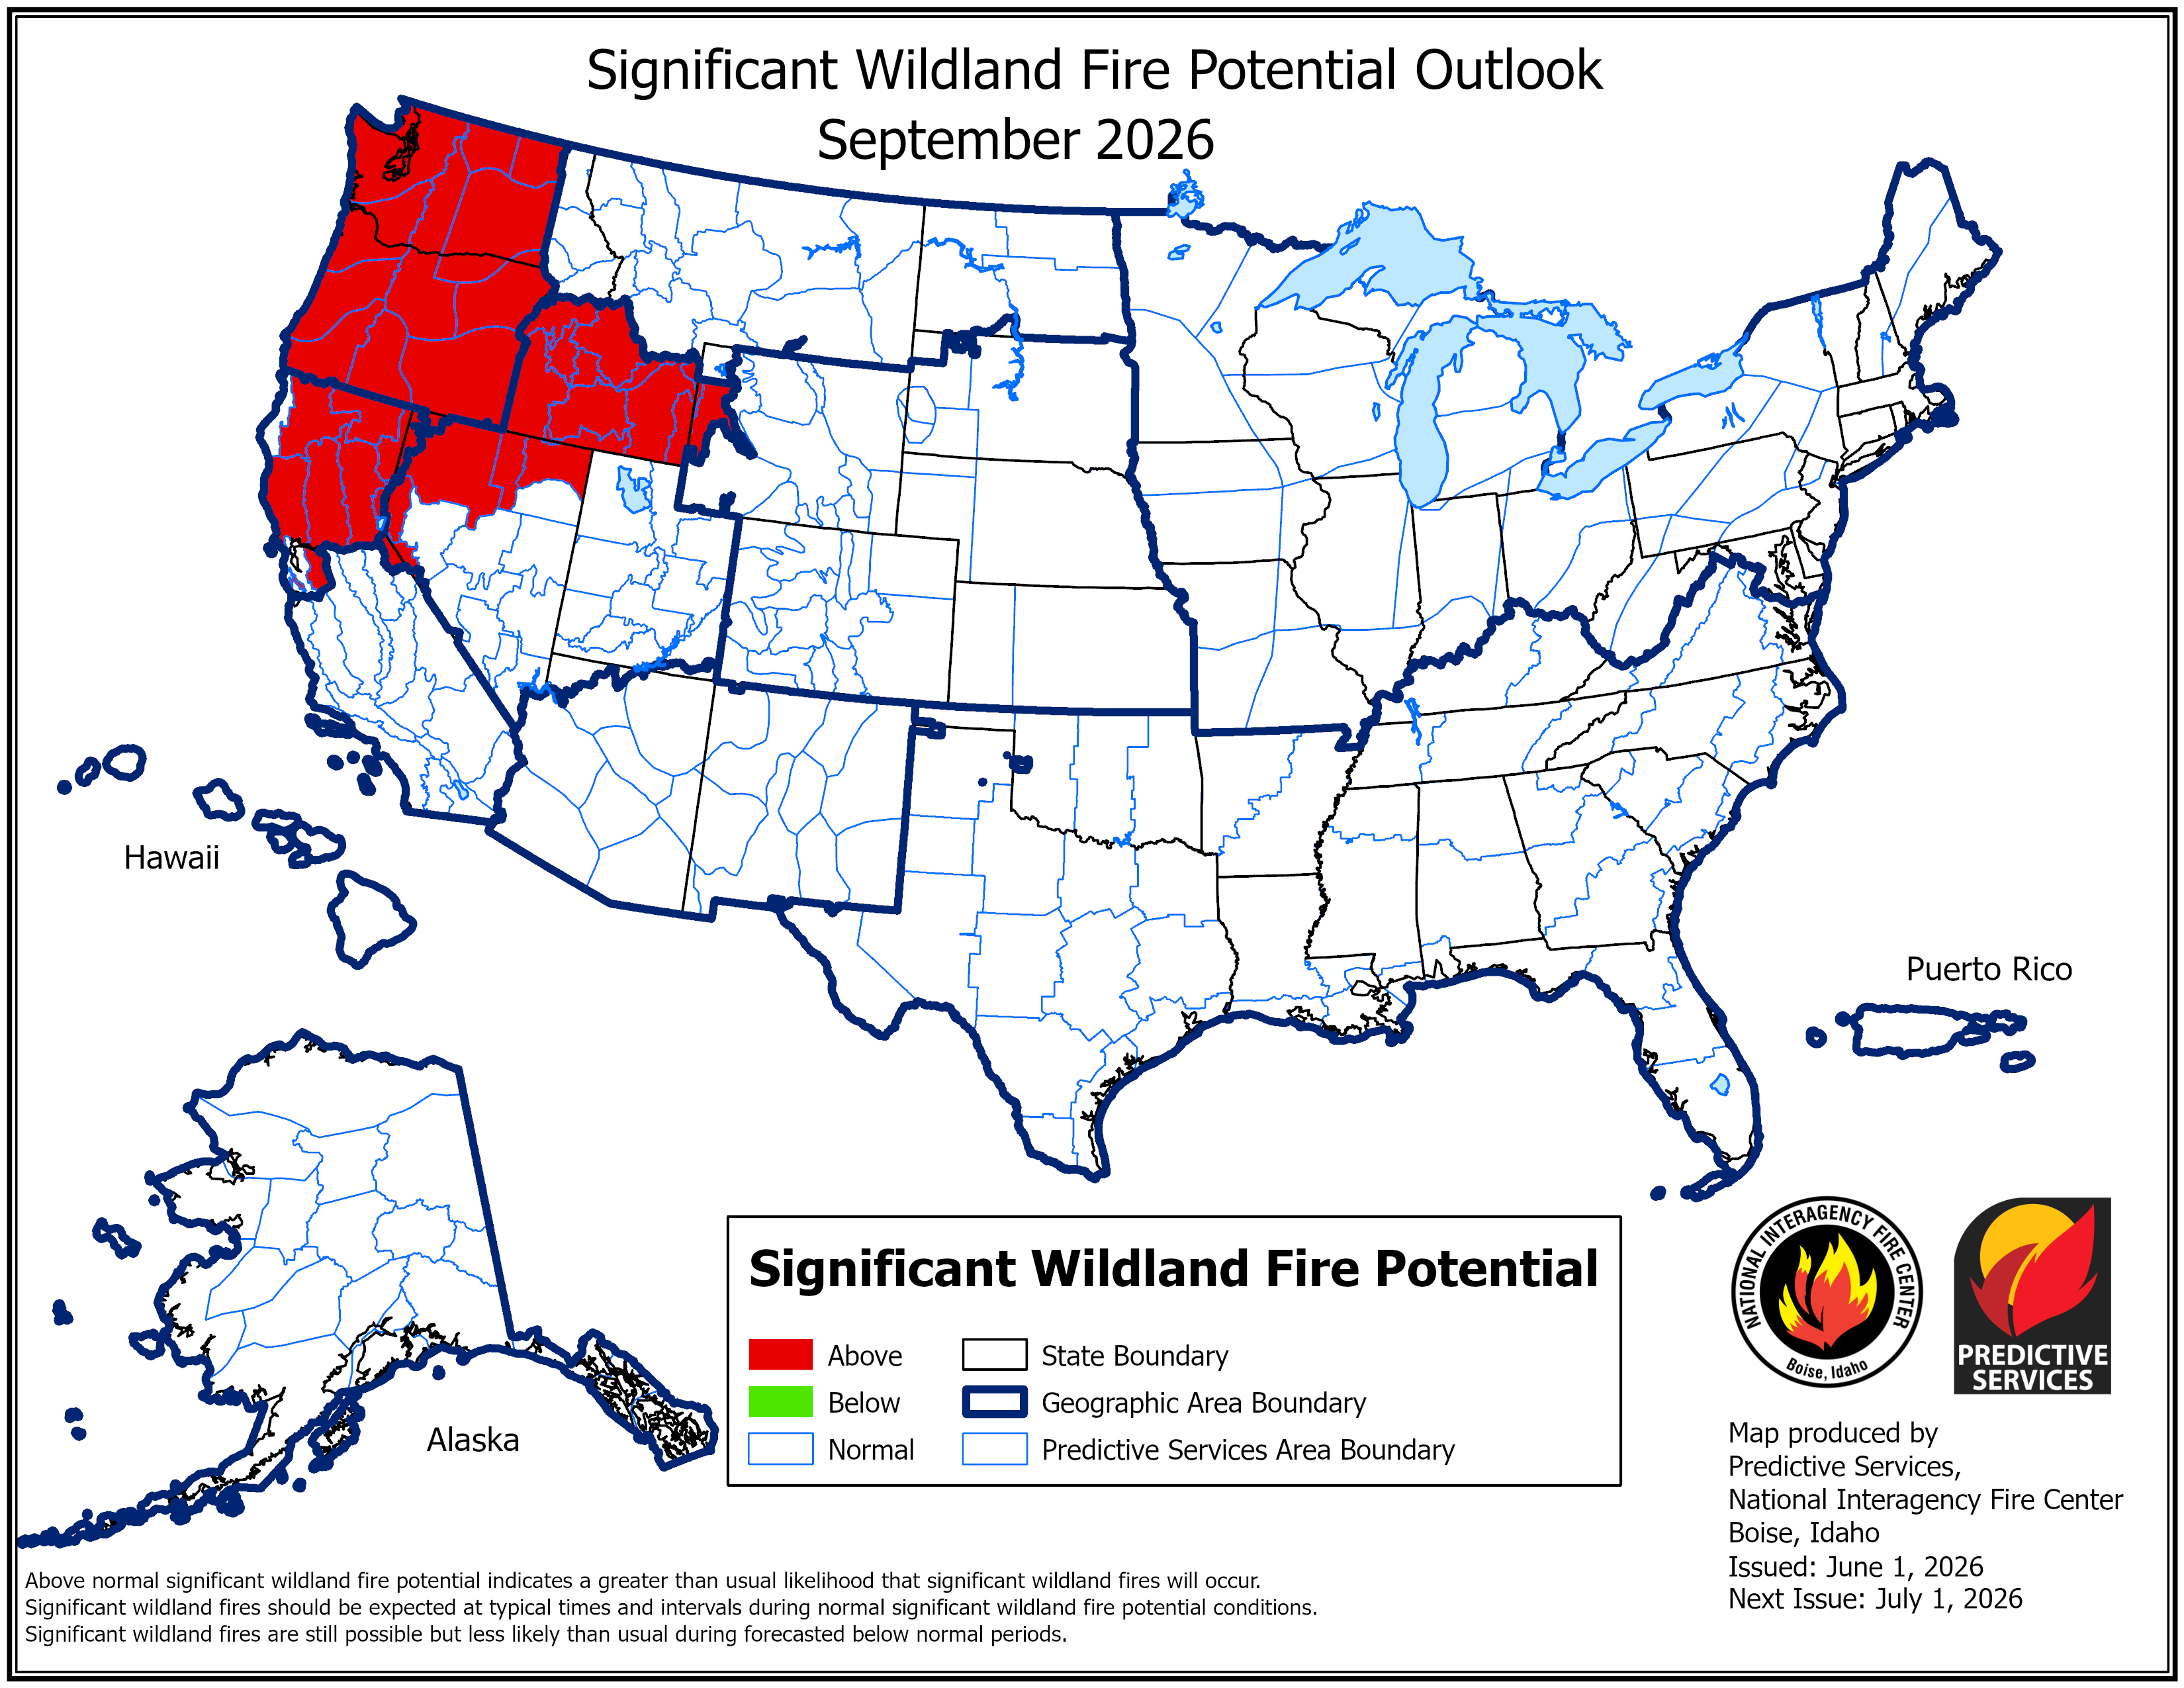 Significant Wildland Fire Potential Outlook
September 2026
Hawaii
Puerto Rico
Alaska
Significant Wildland Fire Potential
Above
State Boundary
Below
Geographic Area Boundary
Normal
Predictive Services Area Boundary
NATIONAL INTERAGENCY FIRE CENTER
Boise, Idaho
PREDICTIVE
SERVICES
Map produced by
Predictive Services,
National Interagency Fire Center
Boise, Idaho
Issued: June 1, 2026
Next Issue: July 1, 2026
Above normal significant wildland fire potential indicates a greater than usual likelihood that significant wildland fires will occur.
Significant wildland fires should be expected at typical times and intervals during normal significant wildland fire potential conditions.
Significant wildland fires are still possible but less likely than usual during forecasted below normal periods.